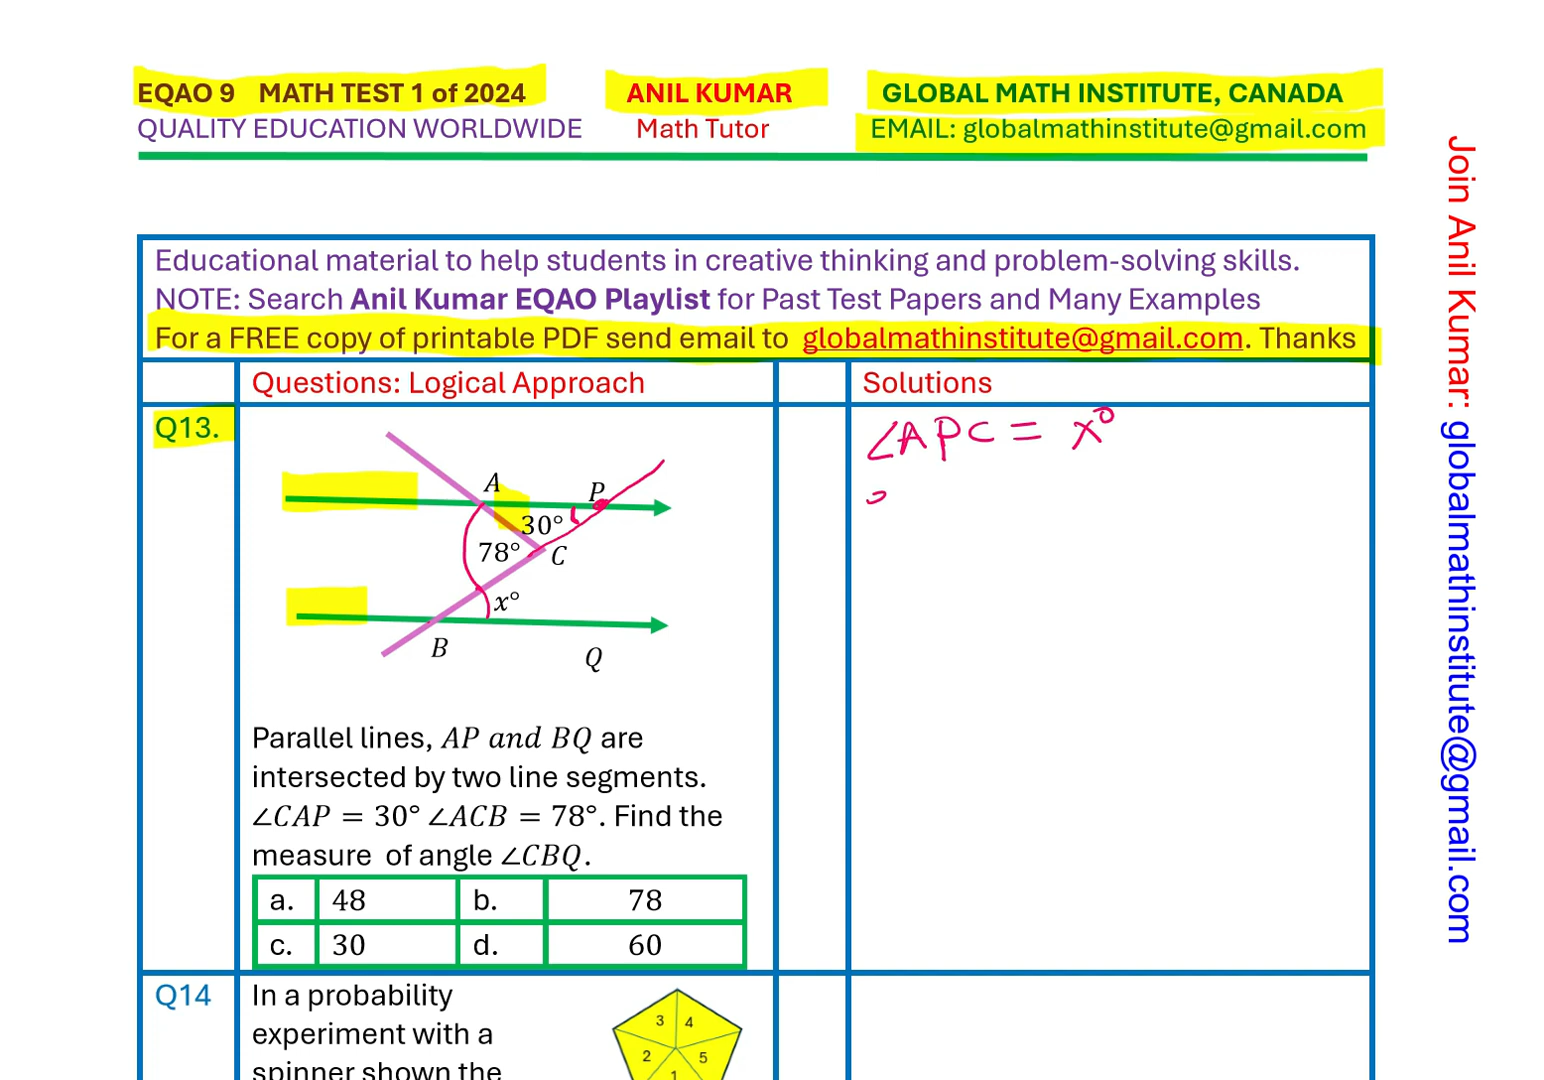 EQAO 9 MATH TEST 1 of 2024 ANIL KUMAR GLOBAL MATH INSTITUTE, CANADA
QUALITY EDUCATION WORLDWIDE Math Tutor EMAIL: globalmathinstitute@gmail.com
Join Anil Kumar: globalmathinstitute@gmail.com
Educational material to help students in creative thinking and problem-solving skills.
NOTE: Search Anil Kumar EQAO Playlist for Past Test Papers and Many Examples
For a FREE copy of printable PDF send email to globalmathinstitute@gmail.com. Thanks
Questions: Logical Approach Solutions
Q13.
A
P
30°
78°
C
x°
B
Q
∠APC = x°
Parallel lines, AP and BQ are
intersected by two line segments.
∠CAP = 30° ∠ACB = 78°. Find the
measure of angle ∠CBQ.
a. 48 b. 78
c. 30 d. 60
Q14 In a probability
experiment with a
spinner shown the
3 4
2 5
1